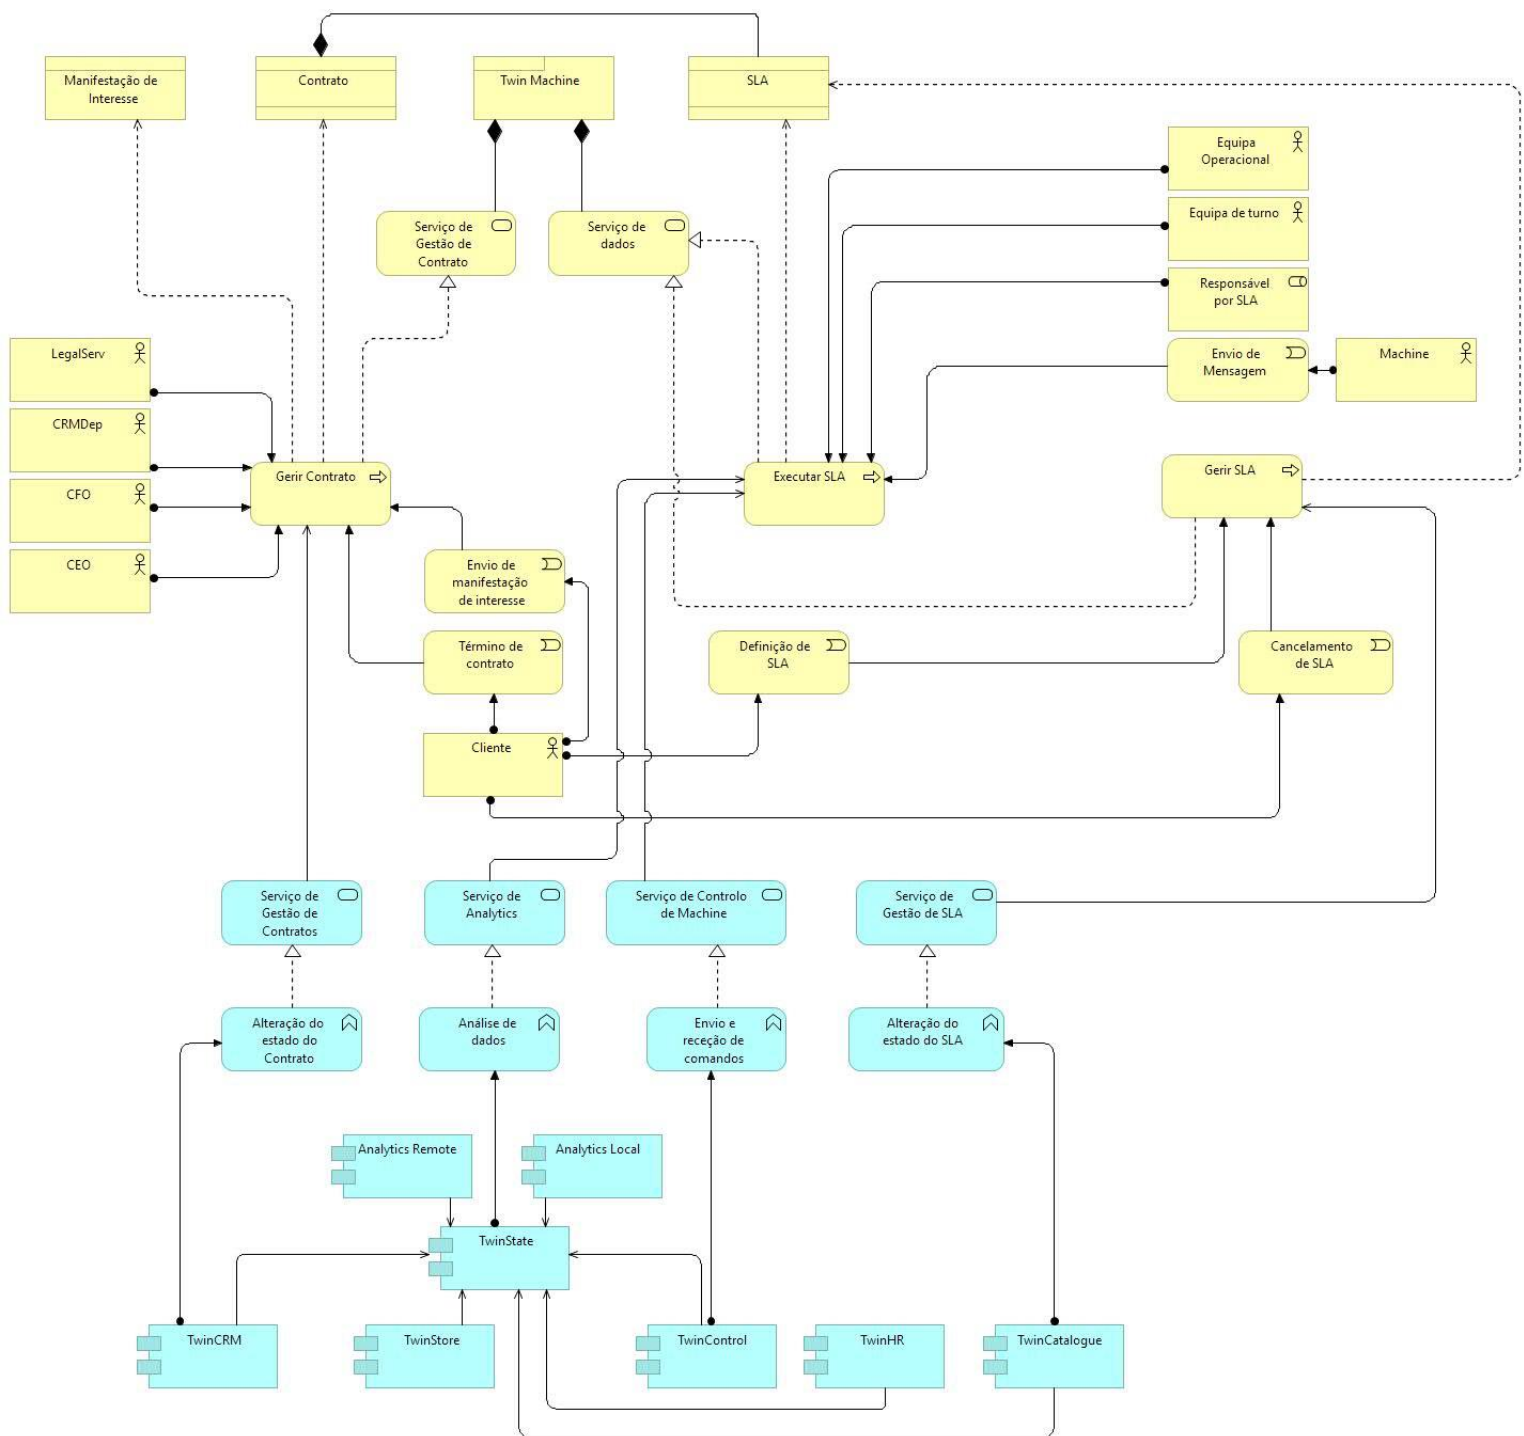 Manifestação de
Interesse
Contrato
Twin Machine
SLA
Equipa
Operacional
Serviço de
Gestão de
Contrato
Serviço de
dados
Equipa de turno
Responsável
por SLA
LegalServ
Envio de
Mensagem
Machine
CRMDep
Gerir Contrato
Executar SLA
Gerir SLA
CFO
CEO
Envio de
manifestação
de interesse
Término de
contrato
Definição de
SLA
Cancelamento
de SLA
Cliente
Serviço de
Gestão de
Contratos
Serviço de
Analytics
Serviço de Controlo
de Machine
Serviço de
Gestão de SLA
Alteração do
estado do
Contrato
Análise de
dados
Envio e
receção de
comandos
Alteração do
estado do SLA
Analytics Remote
Analytics Local
TwinState
TwinCRM
TwinStore
TwinControl
TwinHR
TwinCatalogue